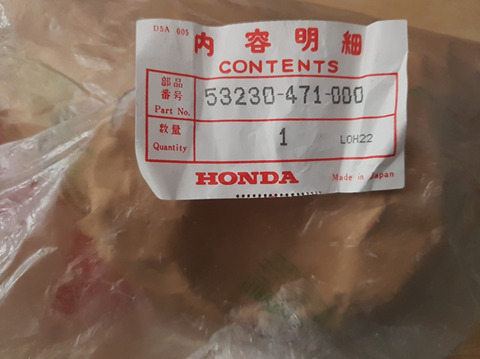 DSA 005
内容明細
CONTENTS
部品番号
Part No.
53230-471-000
数量
Quantity
1
LOH22
HONDA
Made in Japan